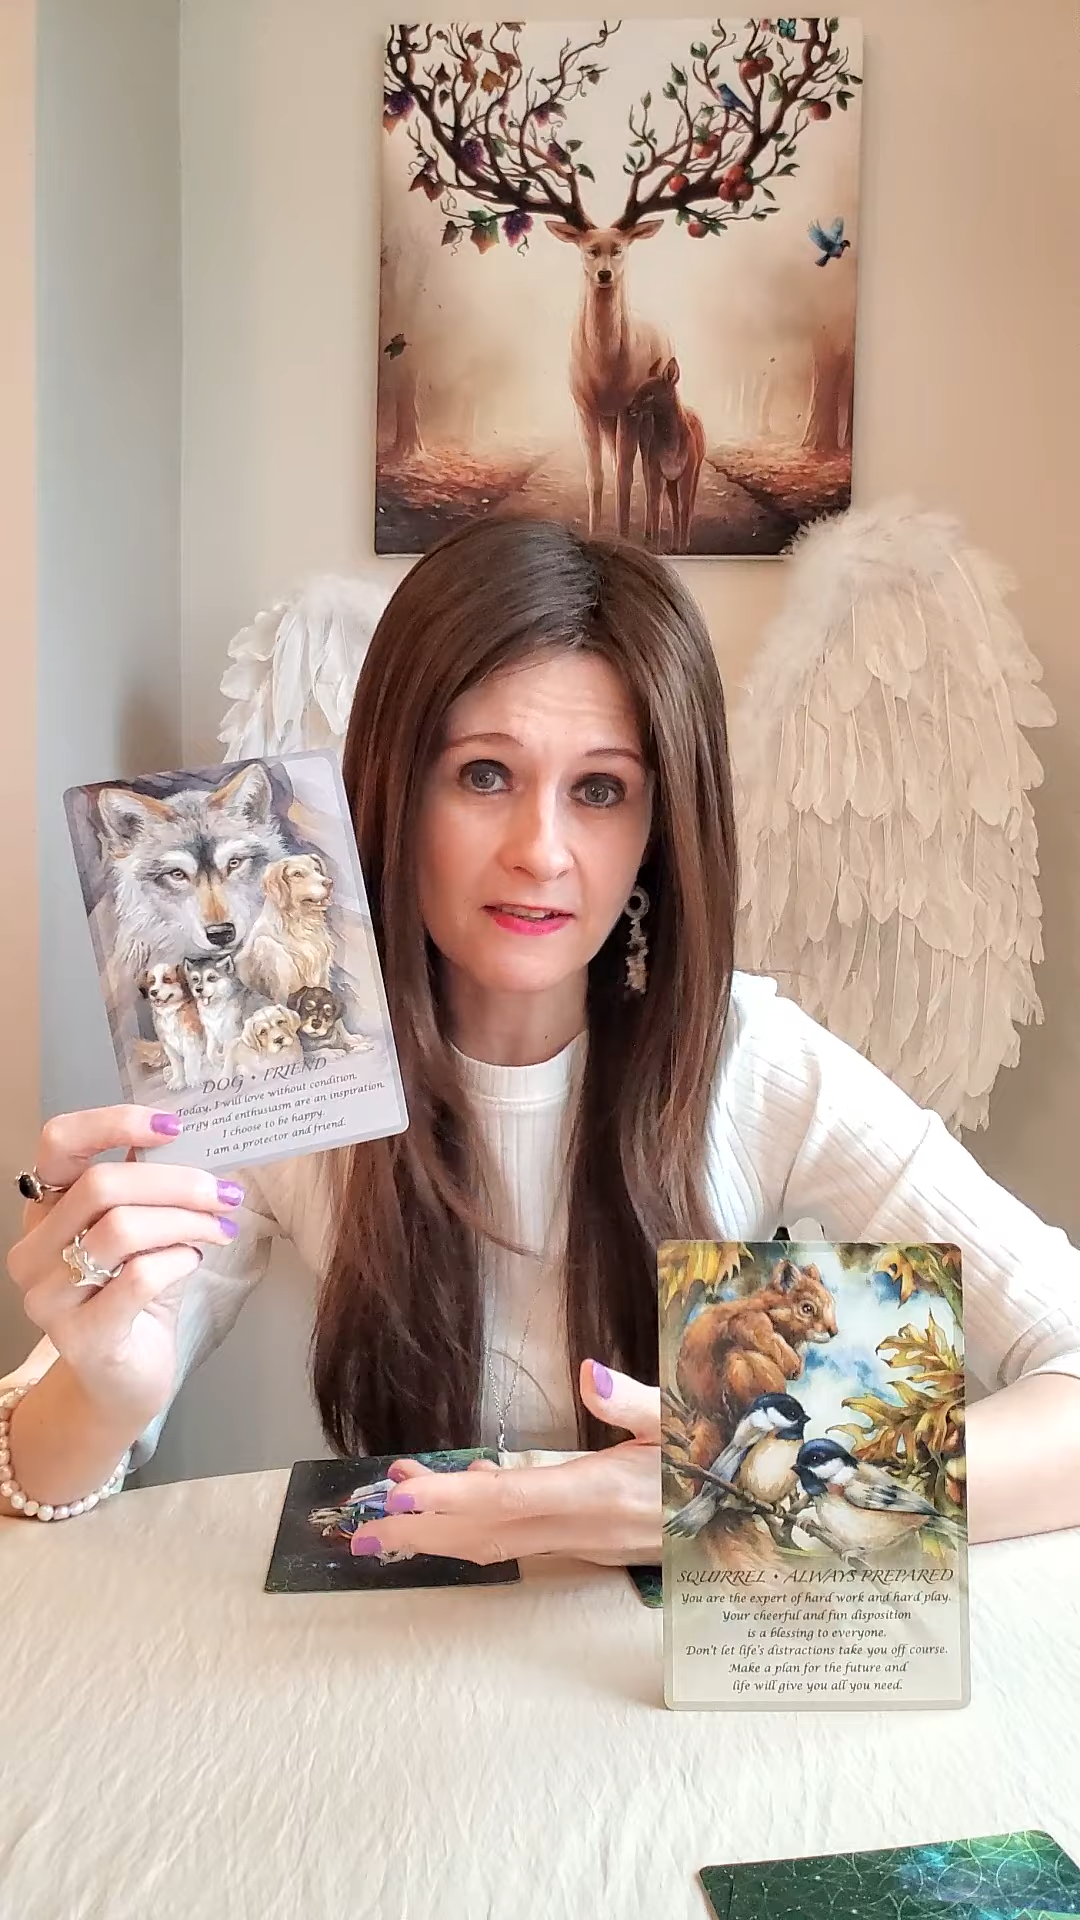 DOG • FRIEND
Today, I will love without condition.
energy and enthusiasm are an inspiration.
I choose to be happy.
I am a protector and friend.
SQUIRREL • ALWAYS PREPARED
You are the expert of hard work and hard play.
Your cheerful and fun disposition
is a blessing to everyone.
Don't let life's distractions take you off course.
Make a plan for the future and
life will give you all you need.